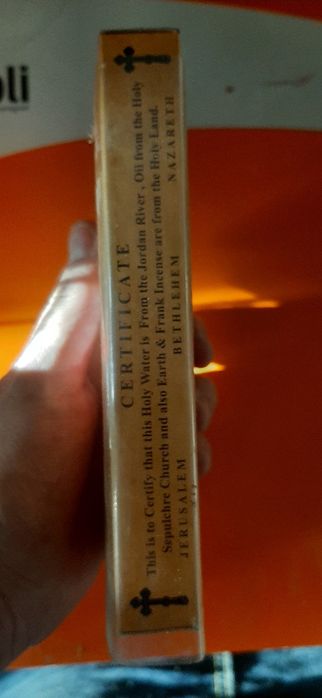 oli
CERTIFICATE
This is to Certify that this Holy Water is From the Jordan River , Oil from the Holy
Sepulchre Church and also Earth & Frank Incense are from the Holy Land.
JERUSALEM BETHLEHEM NAZARETH